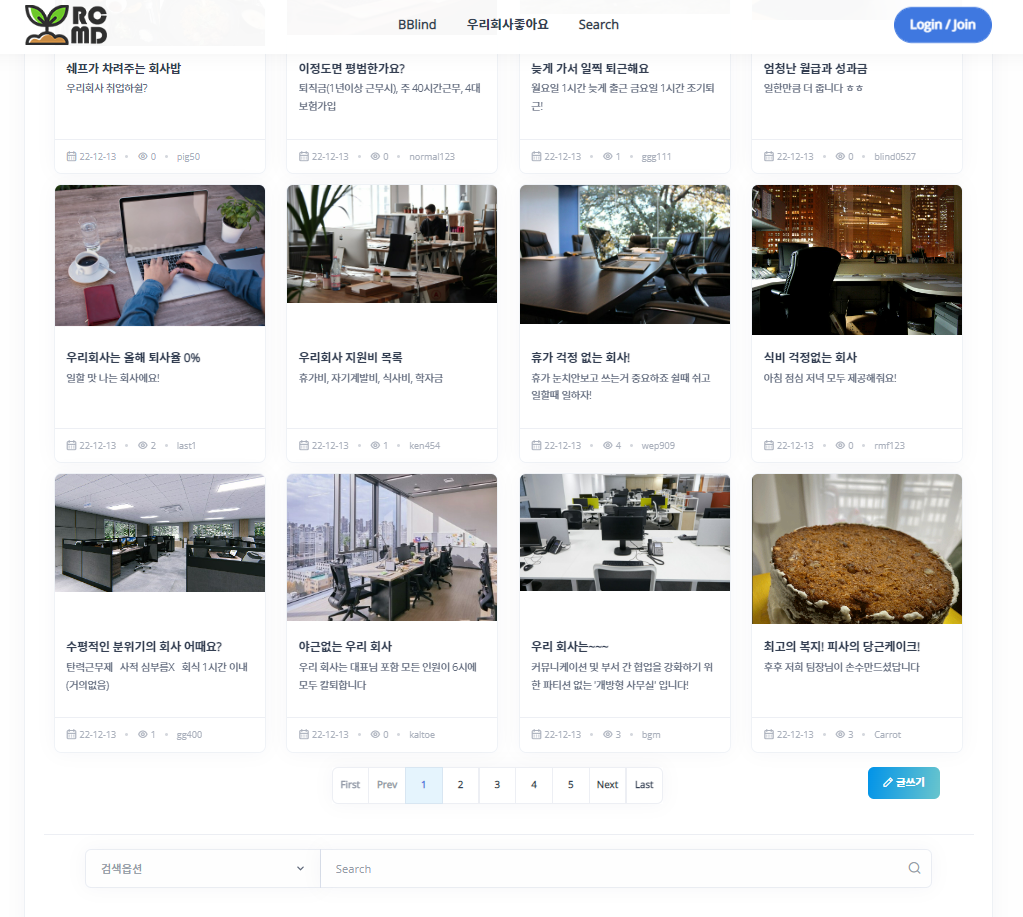 RC
MD
BBlind
우리회사좋아요
Search
Login / Join
쉐프가 차려주는 회사밥
우리회사 취업하쉴?
22-12-13 0 pig50
이정도면 평범한가요?
퇴직금(1년이상 근무시), 주 40시간근무, 4대
보험가입
22-12-13 0 normal123
늦게 가서 일찍 퇴근해요
월요일 1시간 늦게 출근 금요일 1시간 조기퇴
근!
22-12-13 1 ggg111
엄청난 월급과 성과금
일한만큼 더 줍니다 ㅎㅎ
22-12-13 0 blind0527
우리회사는 올해 퇴사율 0%
일할 맛 나는 회사에요!
22-12-13 2 last1
우리회사 지원비 목록
휴가비, 자기계발비, 식사비, 학자금
22-12-13 1 ken454
휴가 걱정 없는 회사!
휴가 눈치안보고 쓰는거 중요하죠 쉴때 쉬고
일할때 일하자!
22-12-13 4 wep909
식비 걱정없는 회사
아침 점심 저녁 모두 제공해줘요!
22-12-13 0 rmf123
수평적인 분위기의 회사 어때요?
탄력근무제 사적 심부름X 회식 1시간 이내
(거의없음)
22-12-13 1 gg400
야근없는 우리 회사
우리 회사는 대표님 포함 모든 인원이 6시에
모두 칼퇴합니다
22-12-13 0 kaltoe
우리 회사는~~~
커뮤니케이션 및 부서 간 협업을 강화하기 위
한 파티션 없는 '개방형 사무실' 입니다!
22-12-13 3 bgm
최고의 복지! 피사의 당근케이크!
후후 저희 팀장님이 손수만드셨답니다
22-12-13 3 Carrot
First Prev 1 2 3 4 5 Next Last
글쓰기
검색옵션
Search